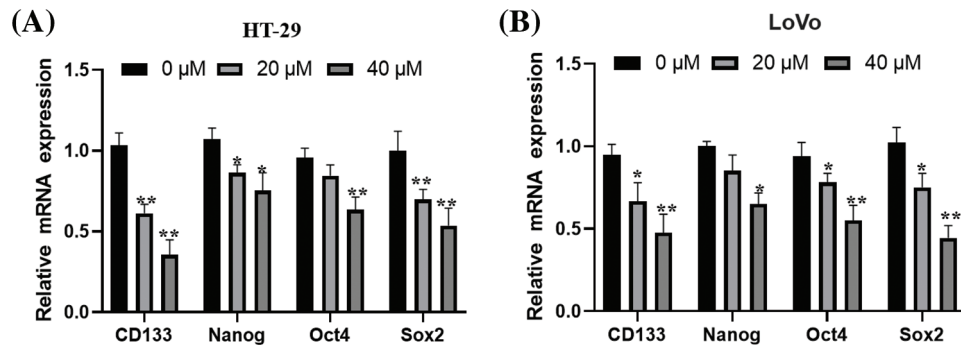 (A)
HT-29
0 μM 20 μM 40 μM
Relative mRNA expression
1.5
1.0
0.5
0.0
** ** * * ** ** **
CD133 Nanog Oct4 Sox2
(B)
LoVo
0 μM 20 μM 40 μM
Relative mRNA expression
1.5
1.0
0.5
0.0
* ** * * ** * **
CD133 Nanog Oct4 Sox2